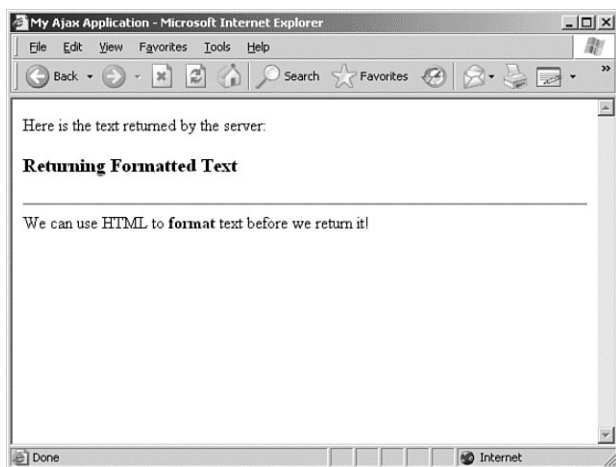 My Ajax Application - Microsoft Internet Explorer
File Edit View Favorites Tools Help
Back Search Favorites »
Here is the text returned by the server:
Returning Formatted Text
We can use HTML to format text before we return it!
Done Internet